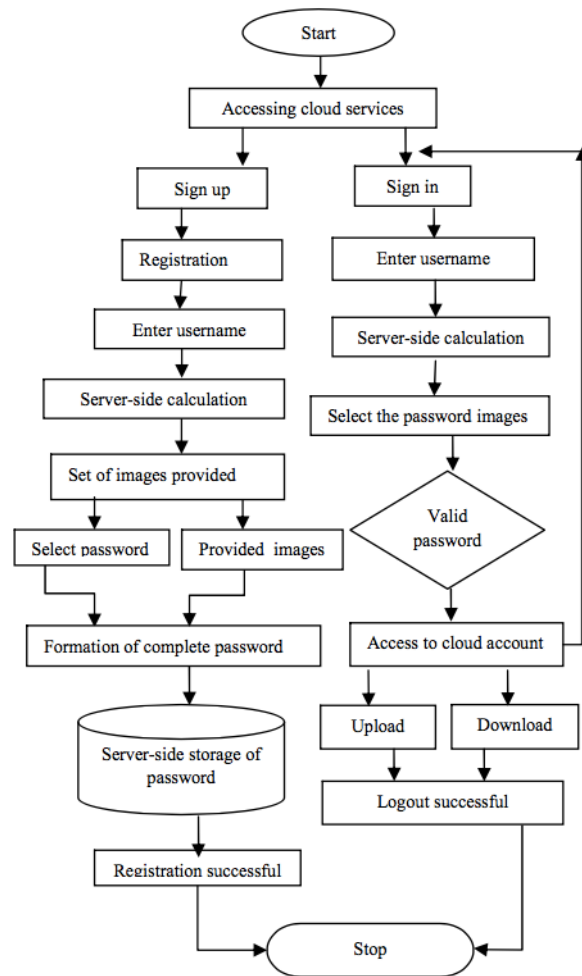 Start
Accessing cloud services
Sign up
Registration
Enter username
Server-side calculation
Set of images provided
Select password
Provided images
Formation of complete password
Server-side storage of
password
Registration successful
Sign in
Enter username
Server-side calculation
Select the password images
Valid
password
Access to cloud account
Upload
Download
Logout successful
Stop